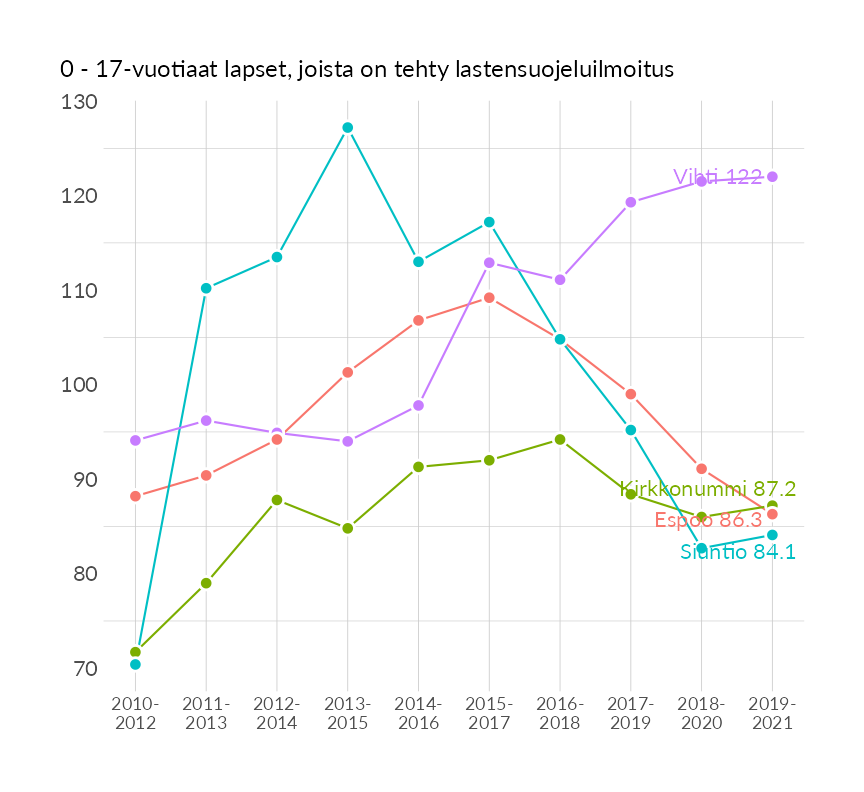 0 - 17-vuotiaat lapset, joista on tehty lastensuojeluilmoitus
130
120
110
100
90
80
70
Vihti 122
Kirkkonummi 87.2
Espoo 86.3
Siuntio 84.1
2010- 2011- 2012- 2013- 2014- 2015- 2016- 2017- 2018- 2019-
2012 2013 2014 2015 2016 2017 2018 2019 2020 2021